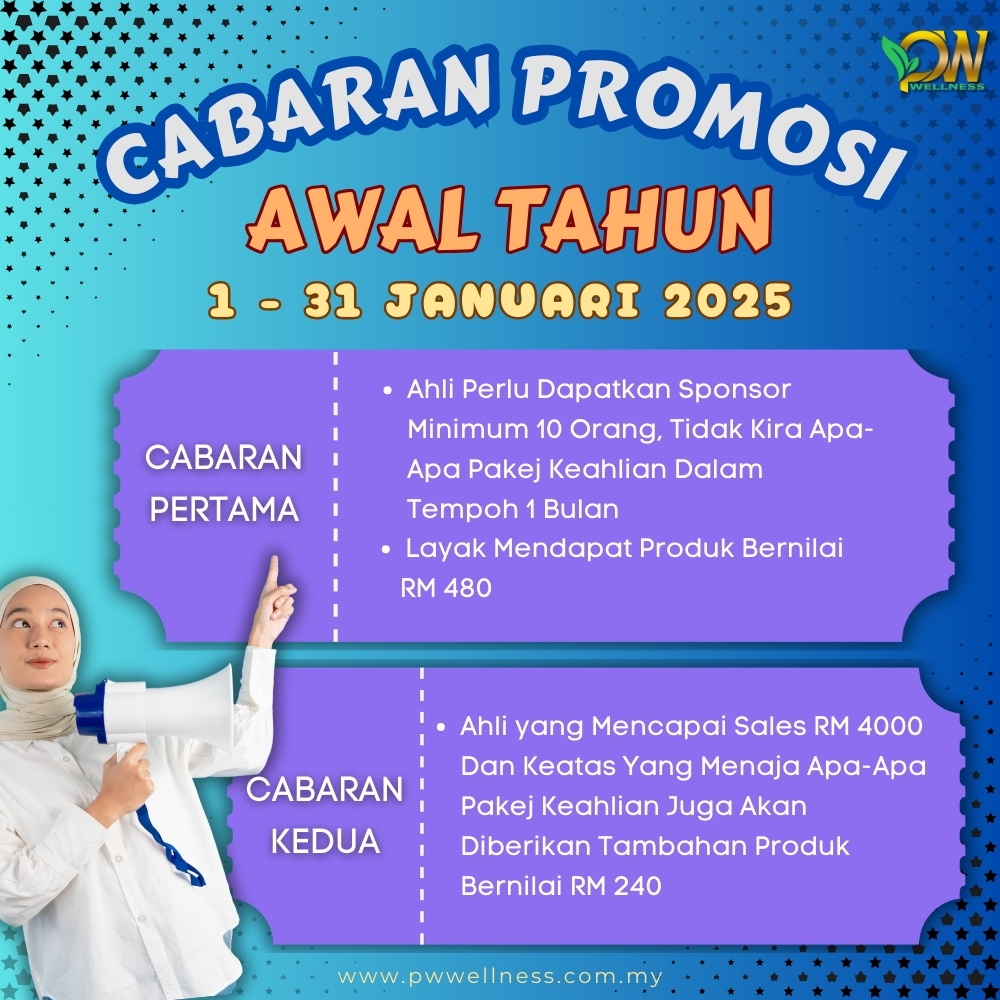 PW
WELLNESS
CABARAN PROMOSI
AWAL TAHUN
1 - 31 JANUARI 2025
CABARAN
PERTAMA
• Ahli Perlu Dapatkan Sponsor
Minimum 10 Orang, Tidak Kira Apa-
Apa Pakej Keahlian Dalam
Tempoh 1 Bulan
• Layak Mendapat Produk Bernilai
RM 480
CABARAN
KEDUA
• Ahli yang Mencapai Sales RM 4000
Dan Keatas Yang Menaja Apa-Apa
Pakej Keahlian Juga Akan
Diberikan Tambahan Produk
Bernilai RM 240
www.pwwellness.com.my